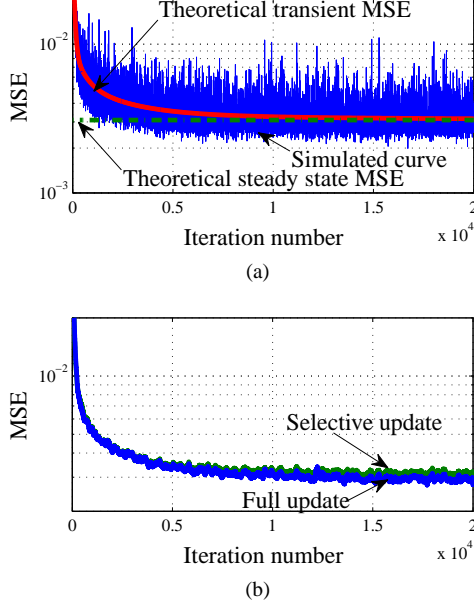 Theoretical transient MSE
10^-2
MSE
Simulated curve
Theoretical steady state MSE
10^-3
0 0.5 1 1.5 2
x 10^4
Iteration number
(a)
10^-2
MSE
Selective update
Full update
0 0.5 1 1.5 2
x 10^4
Iteration number
(b)